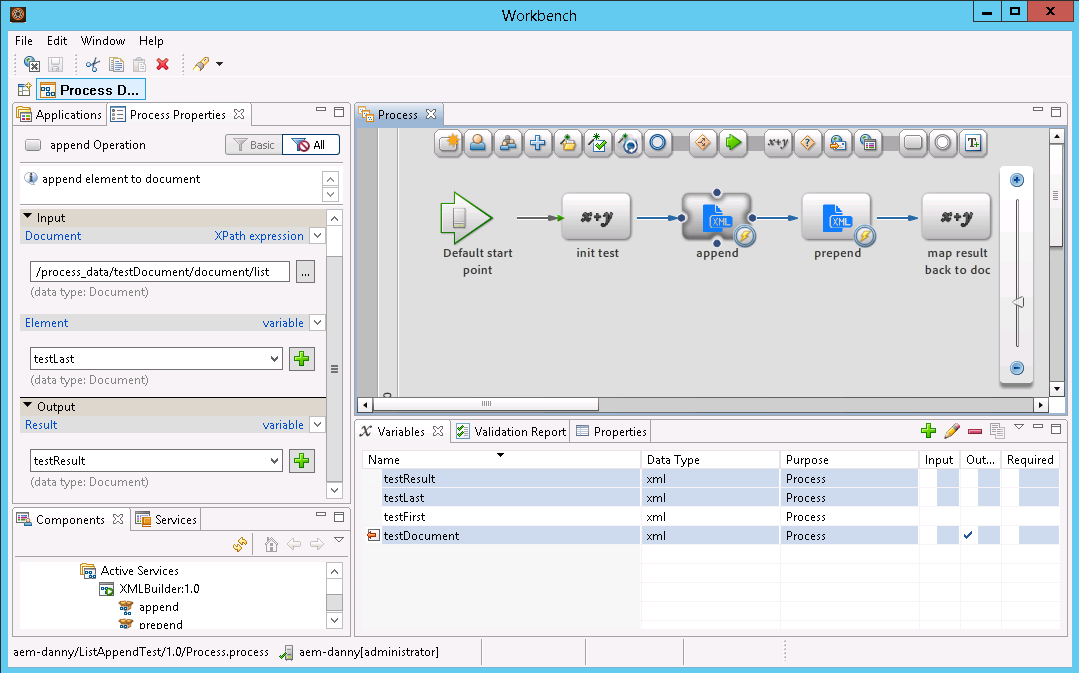 Workbench
X
File Edit Window Help
Process D...
Applications Process Properties
append Operation Basic All
append element to document
Input
Document XPath expression
/process_data/testDocument/document/list ...
(data type: Document)
Element variable
testLast
(data type: Document)
Output
Result variable
testResult
(data type: Document)
Components Services
Active Services
XMLBuilder:1.0
append
prepend
Process
x+y
T
x+y XML XML x+y
Default start point
init test
append
prepend
map result back to doc
Variables Validation Report Properties
Name Data Type Purpose Input Out... Required
testResult xml Process
testLast xml Process
testFirst xml Process
testDocument xml Process
aem-danny/ListAppendTest/1.0/Process.process aem-danny[administrator]